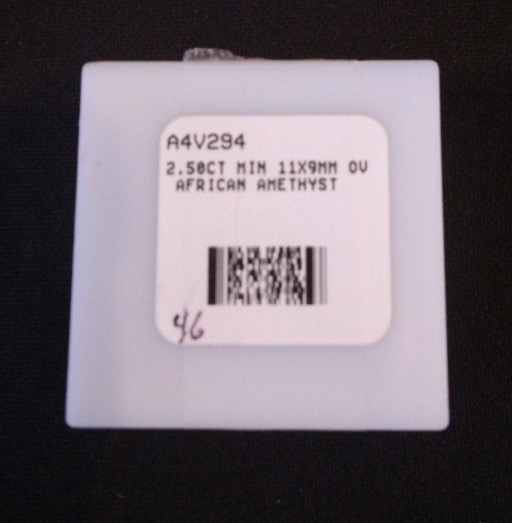 A4V294
2.50CT MIN 11X9MM OV
AFRICAN AMETHYST
46